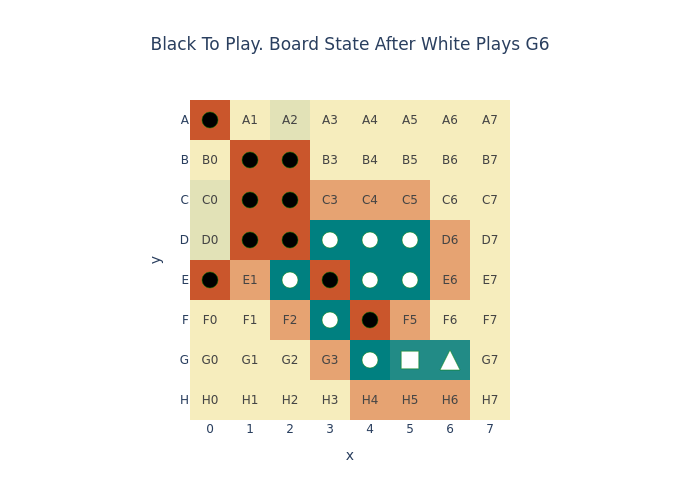 Black To Play. Board State After White Plays G6
A A1 A2 A3 A4 A5 A6 A7
B B0 B3 B4 B5 B6 B7
C C0 C3 C4 C5 C6 C7
D D0 D6 D7
E E1 E6 E7
F F0 F1 F2 F5 F6 F7
G G0 G1 G2 G3 G7
H H0 H1 H2 H3 H4 H5 H6 H7
0 1 2 3 4 5 6 7
x
y